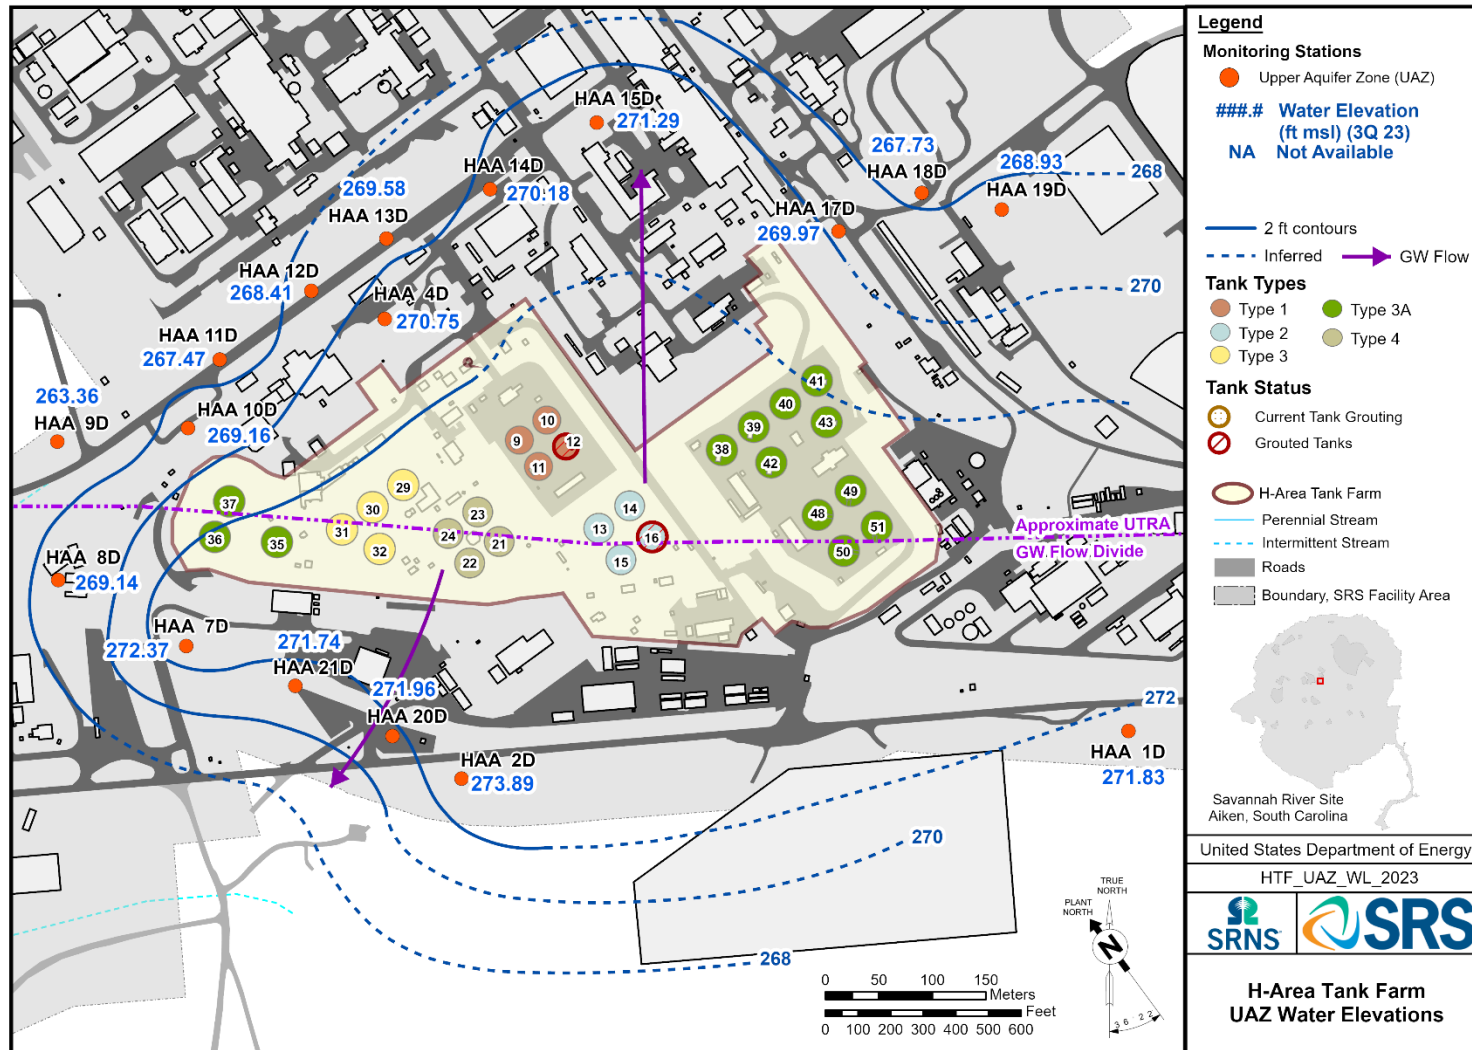 HAA 15D
271.29
HAA 14D
270.18
269.58
HAA 13D
HAA 12D
268.41
HAA 4D
270.75
HAA 11D
267.47
263.36
HAA 9D
HAA 10D
269.16
267.73
HAA 18D
268.93
HAA 19D
268
HAA 17D
269.97
270
41
40
39
43
38
42
49
48
51
50
10
9
12
11
14
13
16
15
29
30
31
32
23
24
21
22
37
36
35
Approximate UTRA
GW Flow Divide
HAA 8D
269.14
HAA 7D
272.37
271.74
HAA 21D
271.96
HAA 20D
HAA 2D
273.89
272
HAA 1D
271.83
270
268
0 50 100 150
Meters
Feet
0 100 200 300 400 500 600
TRUE
NORTH
PLANT
NORTH
N
36:22
Legend
Monitoring Stations
Upper Aquifer Zone (UAZ)
###.# Water Elevation
(ft msl) (3Q 23)
NA Not Available
2 ft contours
Inferred
GW Flow
Tank Types
Type 1
Type 3A
Type 2
Type 4
Type 3
Tank Status
Current Tank Grouting
Grouted Tanks
H-Area Tank Farm
Perennial Stream
Intermittent Stream
Roads
Boundary, SRS Facility Area
Savannah River Site
Aiken, South Carolina
United States Department of Energy
HTF_UAZ_WL_2023
SRNS
SRS
H-Area Tank Farm
UAZ Water Elevations